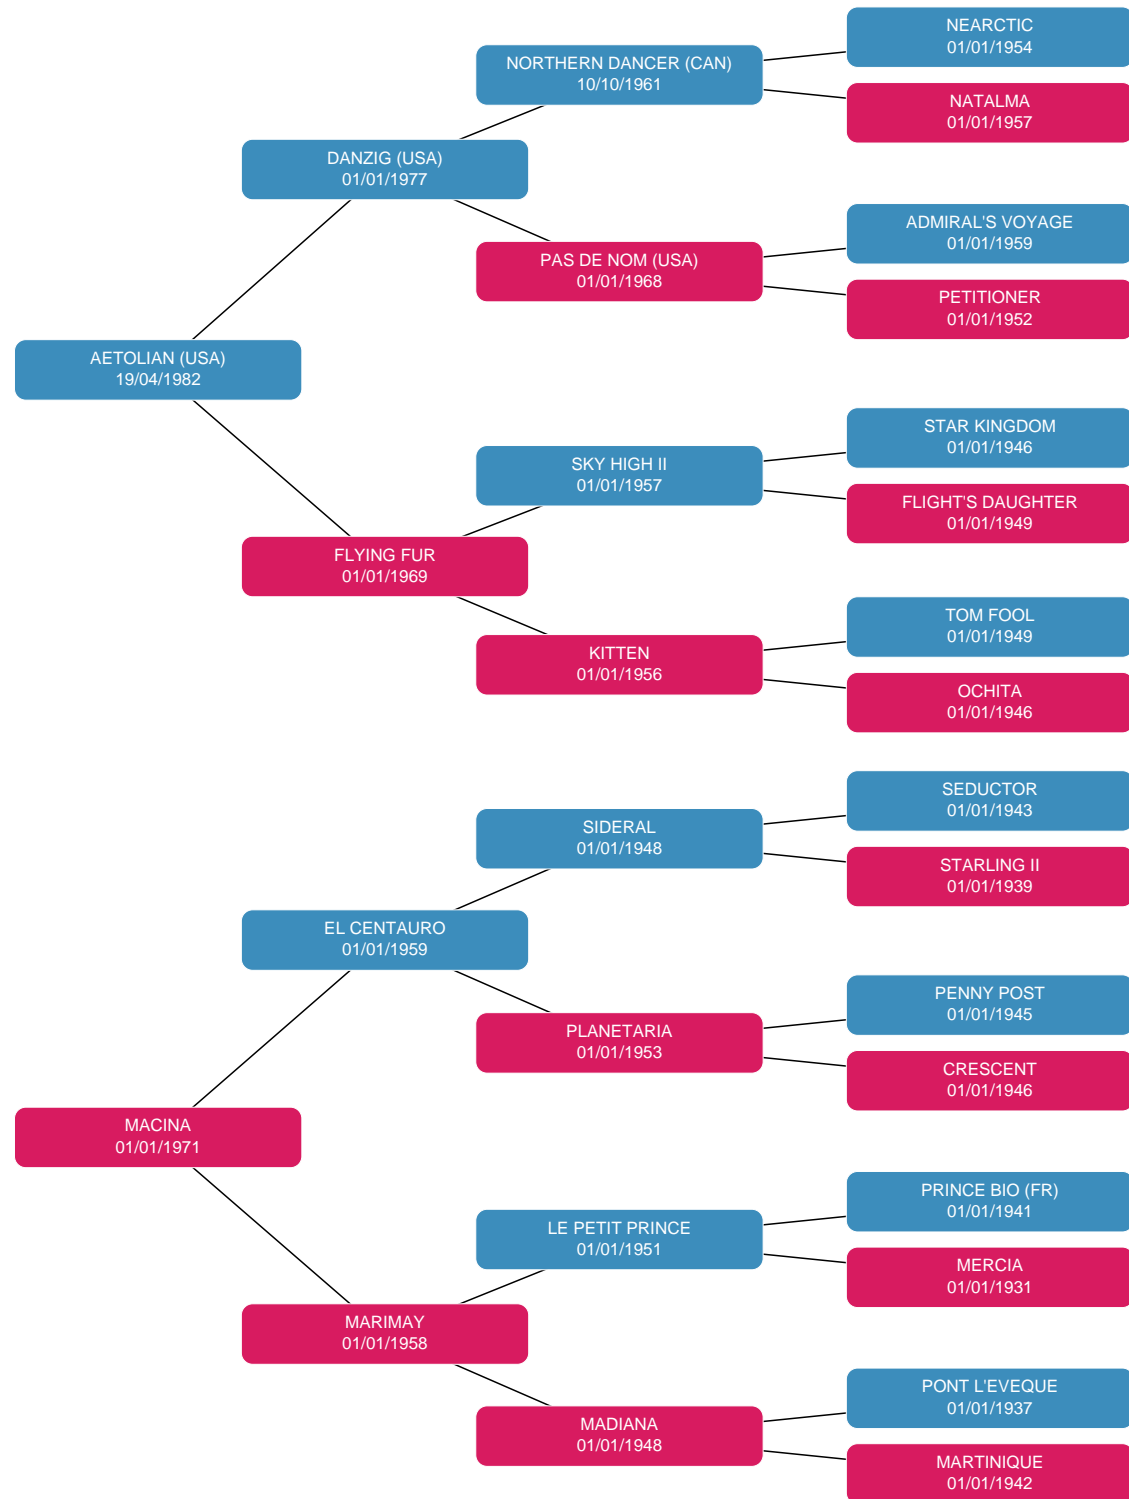 NEARCTIC
01/01/1954
NORTHERN DANCER (CAN)
10/10/1961
NATALMA
01/01/1957
DANZIG (USA)
01/01/1977
ADMIRAL'S VOYAGE
01/01/1959
PAS DE NOM (USA)
01/01/1968
PETITIONER
01/01/1952
AETOLIAN (USA)
19/04/1982
STAR KINGDOM
01/01/1946
SKY HIGH II
01/01/1957
FLIGHT'S DAUGHTER
01/01/1949
FLYING FUR
01/01/1969
TOM FOOL
01/01/1949
KITTEN
01/01/1956
OCHITA
01/01/1946
SEDUCTOR
01/01/1943
SIDERAL
01/01/1948
STARLING II
01/01/1939
EL CENTAURO
01/01/1959
PENNY POST
01/01/1945
PLANETARIA
01/01/1953
CRESCENT
01/01/1946
MACINA
01/01/1971
PRINCE BIO (FR)
01/01/1941
LE PETIT PRINCE
01/01/1951
MERCIA
01/01/1931
MARIMAY
01/01/1958
PONT L'EVEQUE
01/01/1937
MADIANA
01/01/1948
MARTINIQUE
01/01/1942